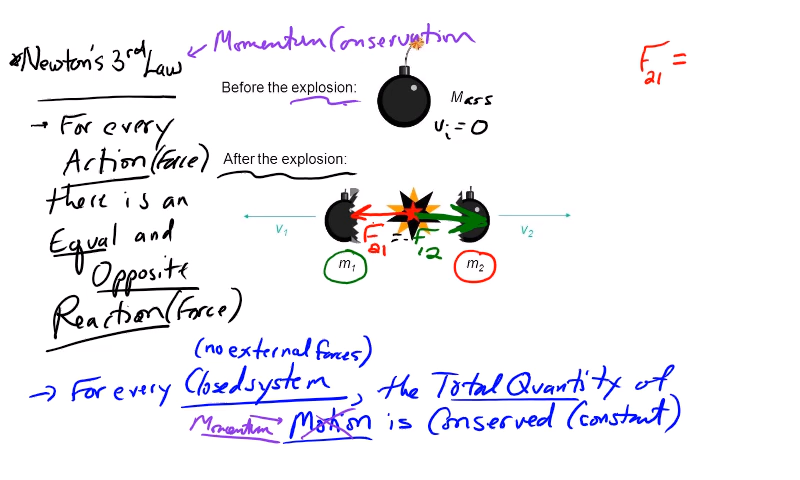 *Newton's 3rd Law
Momentum Conservation
F21 =
Before the explosion:
Mass
vi = 0
→ For every
Action (Force)
there is an
Equal and
Opposite
Reaction (Force)
After the explosion:
v1
v2
F21 = -F12
m1
m2
(no external forces)
→ For every Closed system, the Total Quantity of
Momentum Motion is Conserved (constant)